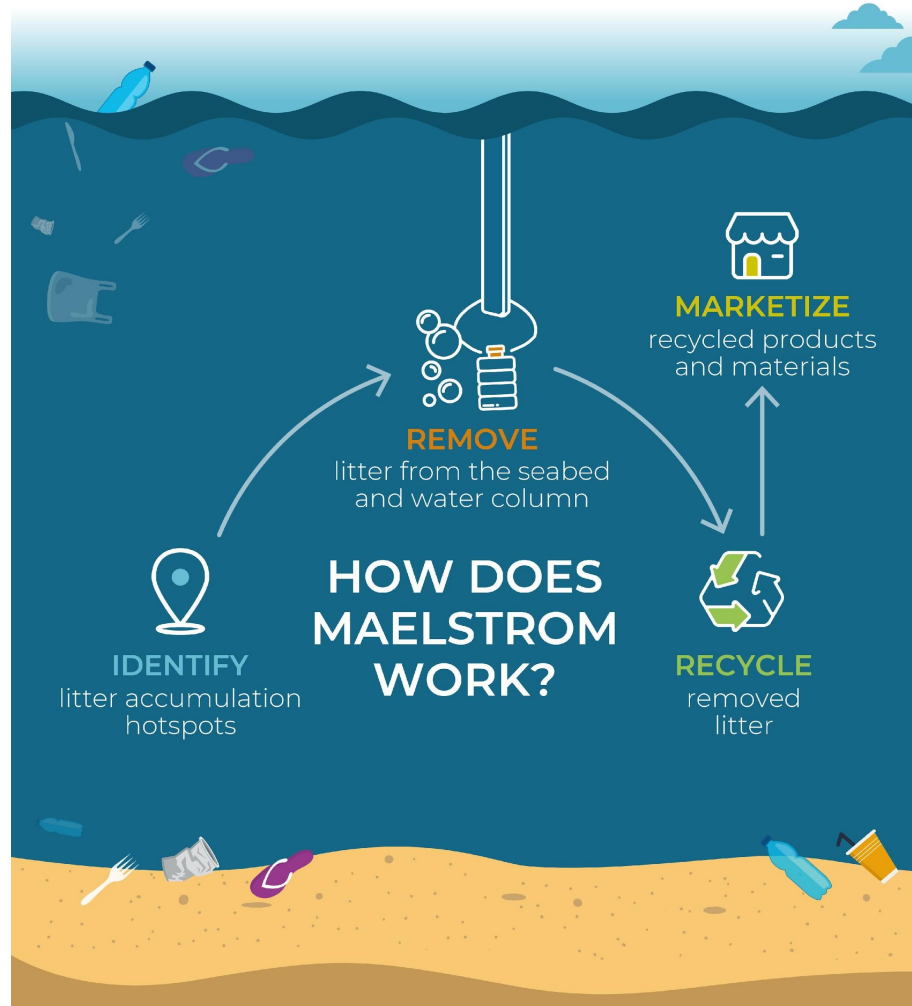 HOW DOES
MAELSTROM
WORK?
IDENTIFY
litter accumulation
hotspots
REMOVE
litter from the seabed
and water column
RECYCLE
removed
litter
MARKETIZE
recycled products
and materials